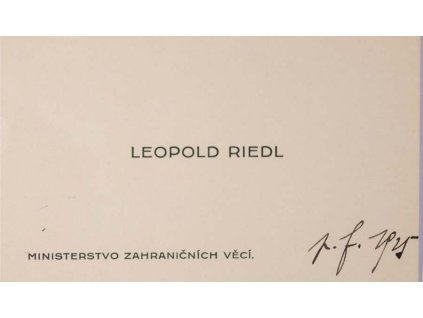 LEOPOLD RIEDL
MINISTERSTVO ZAHRANIČNÍCH VĚCÍ.
p. f. 1925